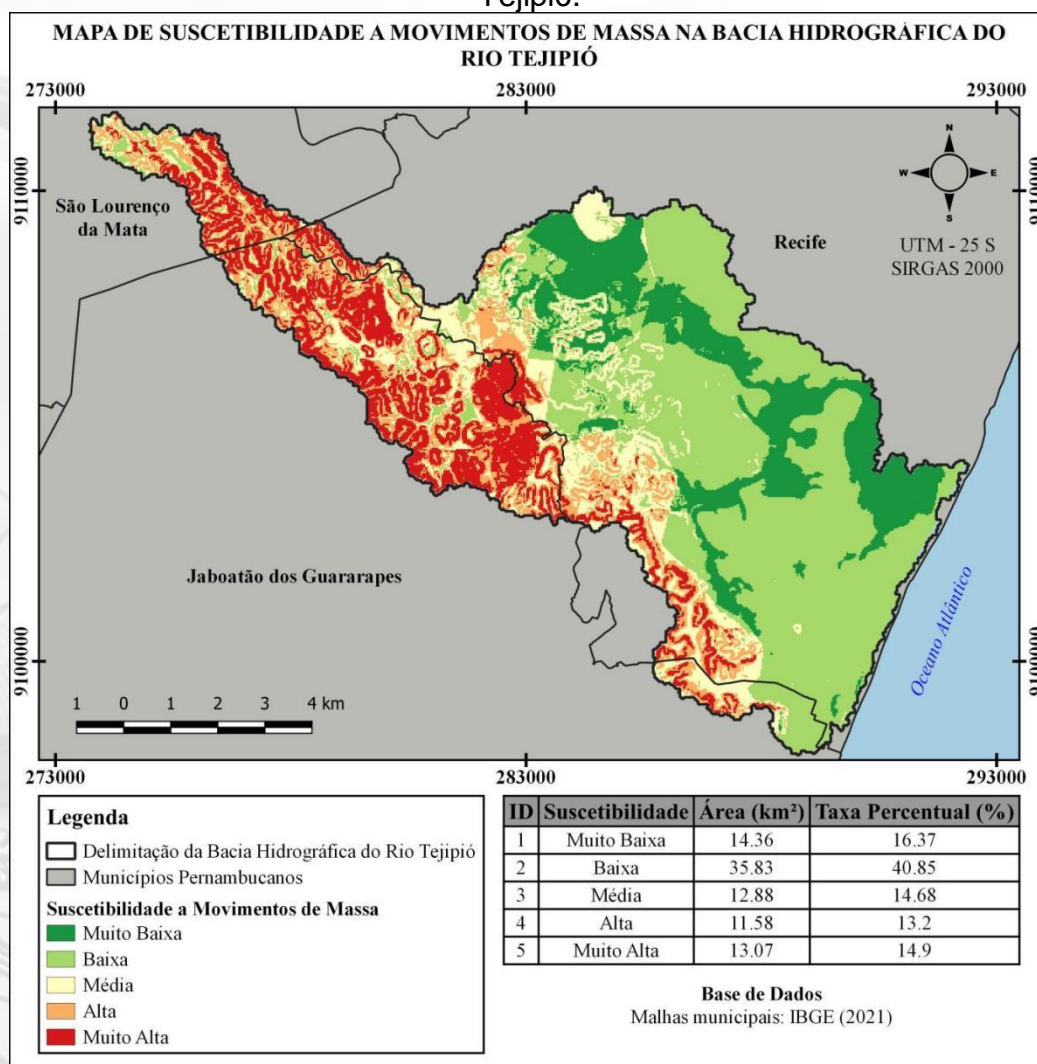 Tejipió.
MAPA DE SUSCETIBILIDADE A MOVIMENTOS DE MASSA NA BACIA HIDROGRÁFICA DO
RIO TEJIPIÓ
273000 283000 293000
9110000 9110000
N
W E
S
São Lourenço
da Mata
Recife
UTM - 25 S
SIRGAS 2000
Jaboatão dos Guararapes
Oceano Atlântico
9100000 9100000
1 0 1 2 3 4 km
273000 283000 293000
Legenda
Delimitação da Bacia Hidrográfica do Rio Tejipió
Municípios Pernambucanos
Suscetibilidade a Movimentos de Massa
Muito Baixa
Baixa
Média
Alta
Muito Alta
ID Suscetibilidade Área (km²) Taxa Percentual (%)
1 Muito Baixa 14.36 16.37
2 Baixa 35.83 40.85
3 Média 12.88 14.68
4 Alta 11.58 13.2
5 Muito Alta 13.07 14.9
Base de Dados
Malhas municipais: IBGE (2021)